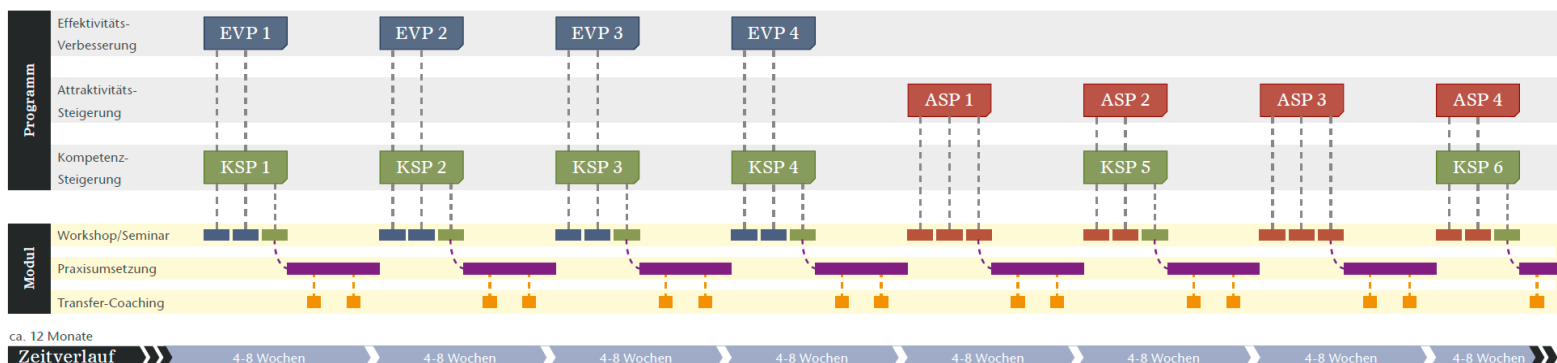 Programm
Effektivitäts-
Verbesserung
EVP 1
EVP 2
EVP 3
EVP 4
Attraktivitäts-
Steigerung
ASP 1
ASP 2
ASP 3
ASP 4
Kompetenz-
Steigerung
KSP 1
KSP 2
KSP 3
KSP 4
KSP 5
KSP 6
Modul
Workshop/Seminar
Praxisumsetzung
Transfer-Coaching
ca. 12 Monate
Zeitverlauf
4-8 Wochen
4-8 Wochen
4-8 Wochen
4-8 Wochen
4-8 Wochen
4-8 Wochen
4-8 Wochen
4-8 Wochen